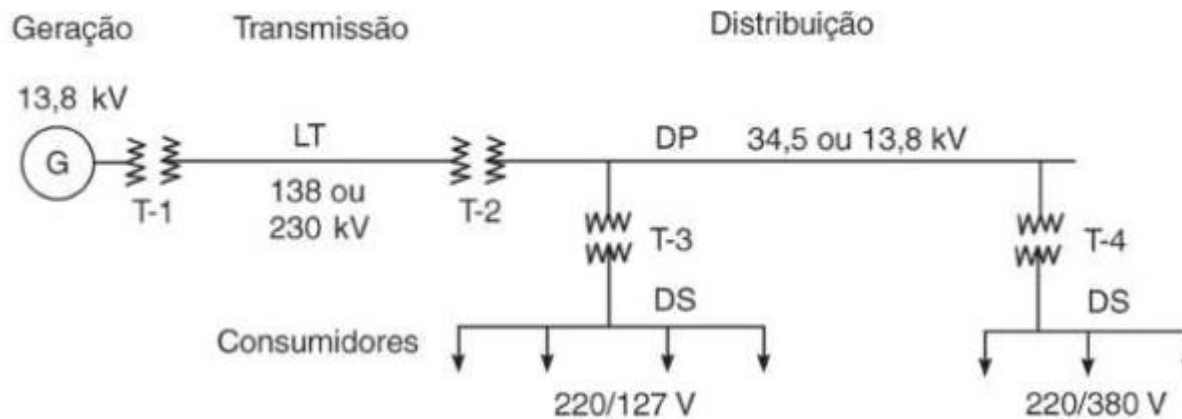 Geração
Transmissão
Distribuição
13,8 kV
G
T-1
LT
138 ou
230 kV
T-2
DP
34,5 ou 13,8 kV
T-3
T-4
DS
DS
Consumidores
220/127 V
220/380 V